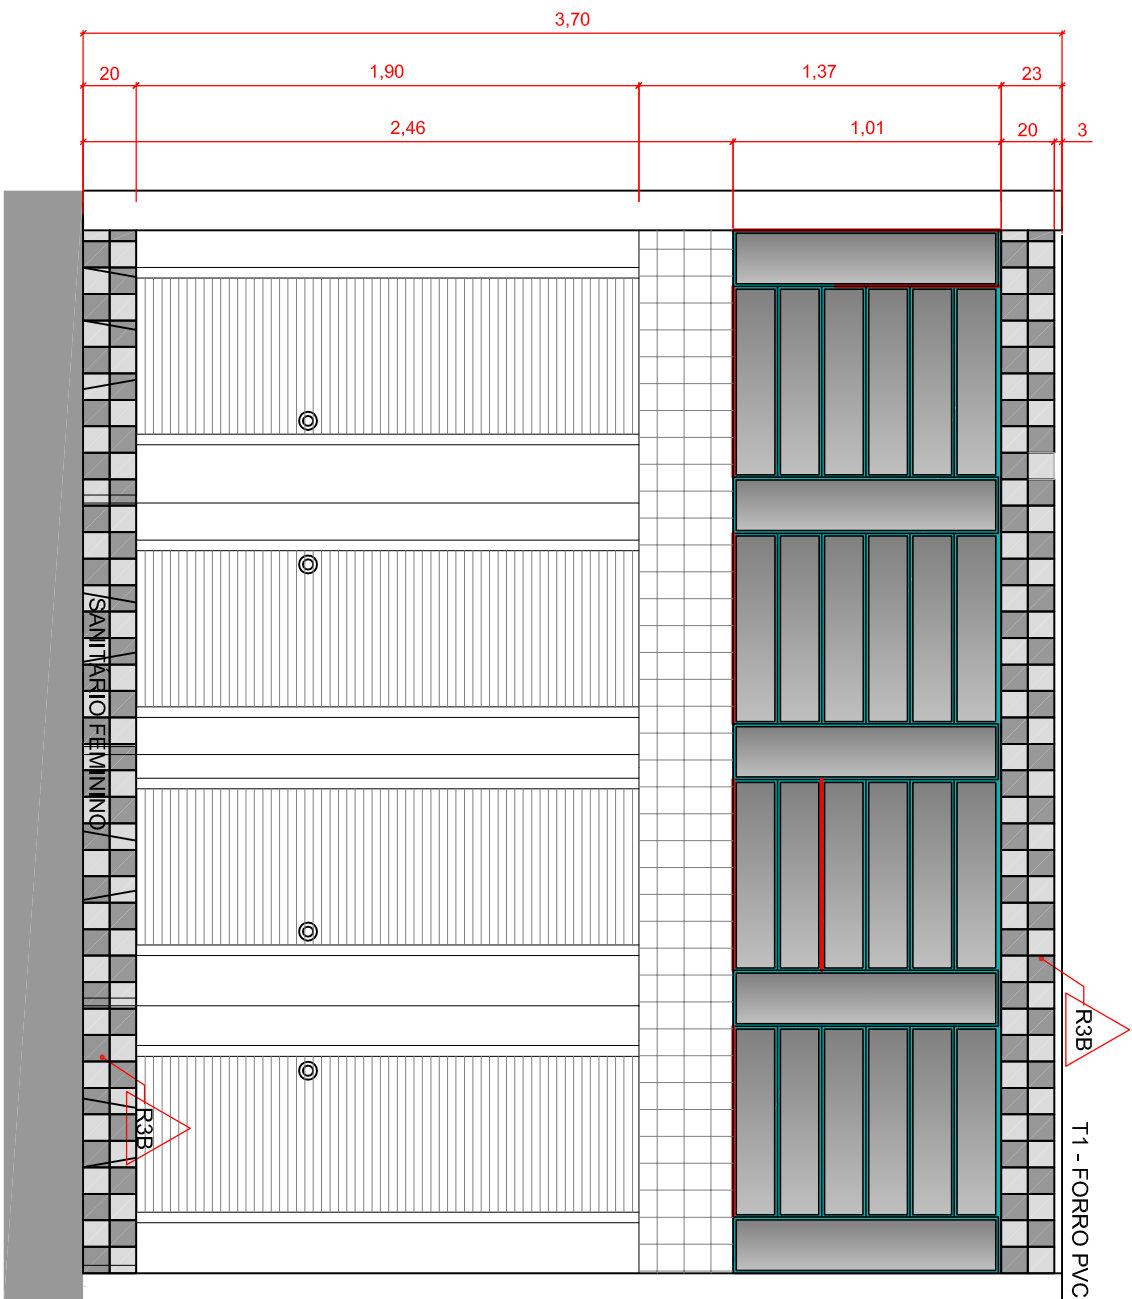 3,70
20
1,90
1,37
23
2,46
1,01
20
3
SANITÁRIO FEMININO
R3B
R3B
T1 - FORRO PVC